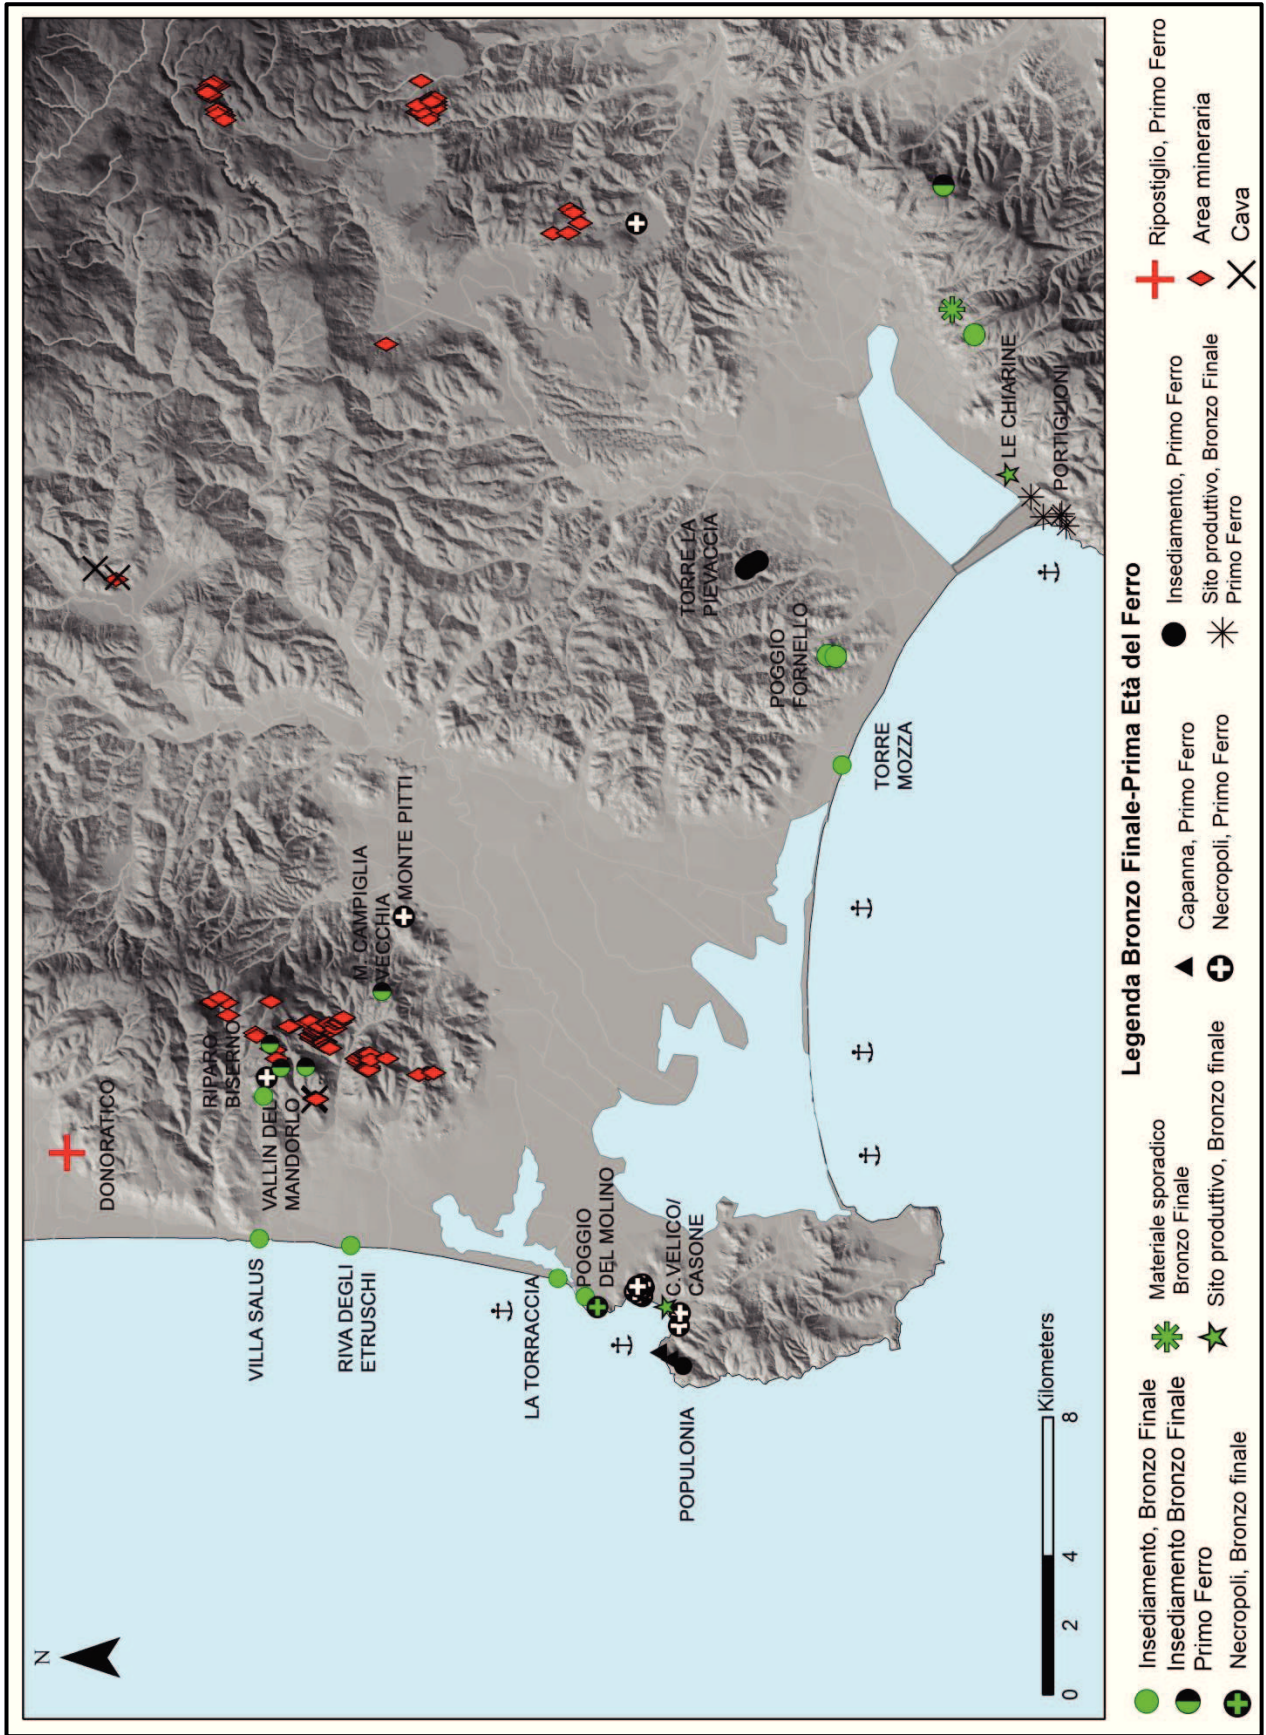 N
DONORATICO
RIPARO
BISERNO
VALLIN DEL
MANDORLO
VILLA SALUS
RIVA DEGLI
ETRUSCHI
M. CAMPIGLIA
VECCHIA
MONTE PITTI
LA TORRACCIA
POGGIO
DEL MOLINO
C.VELICO/
CASONE
POPULONIA
TORRE LA
PIEVACCIA
POGGIO
FORNELLO
TORRE
MOZZA
LE CHIARINE
PORTIGLIONI
Kilometers
0 2 4 8
Legenda Bronzo Finale-Prima Età del Ferro
Insediamento, Bronzo Finale
Insediamento Bronzo Finale
Primo Ferro
Necropoli, Bronzo finale
Materiale sporadico
Bronzo Finale
Sito produttivo, Bronzo finale
Capanna, Primo Ferro
Necropoli, Primo Ferro
Insediamento, Primo Ferro
Sito produttivo, Bronzo Finale
Primo Ferro
Ripostiglio, Primo Ferro
Area mineraria
Cava